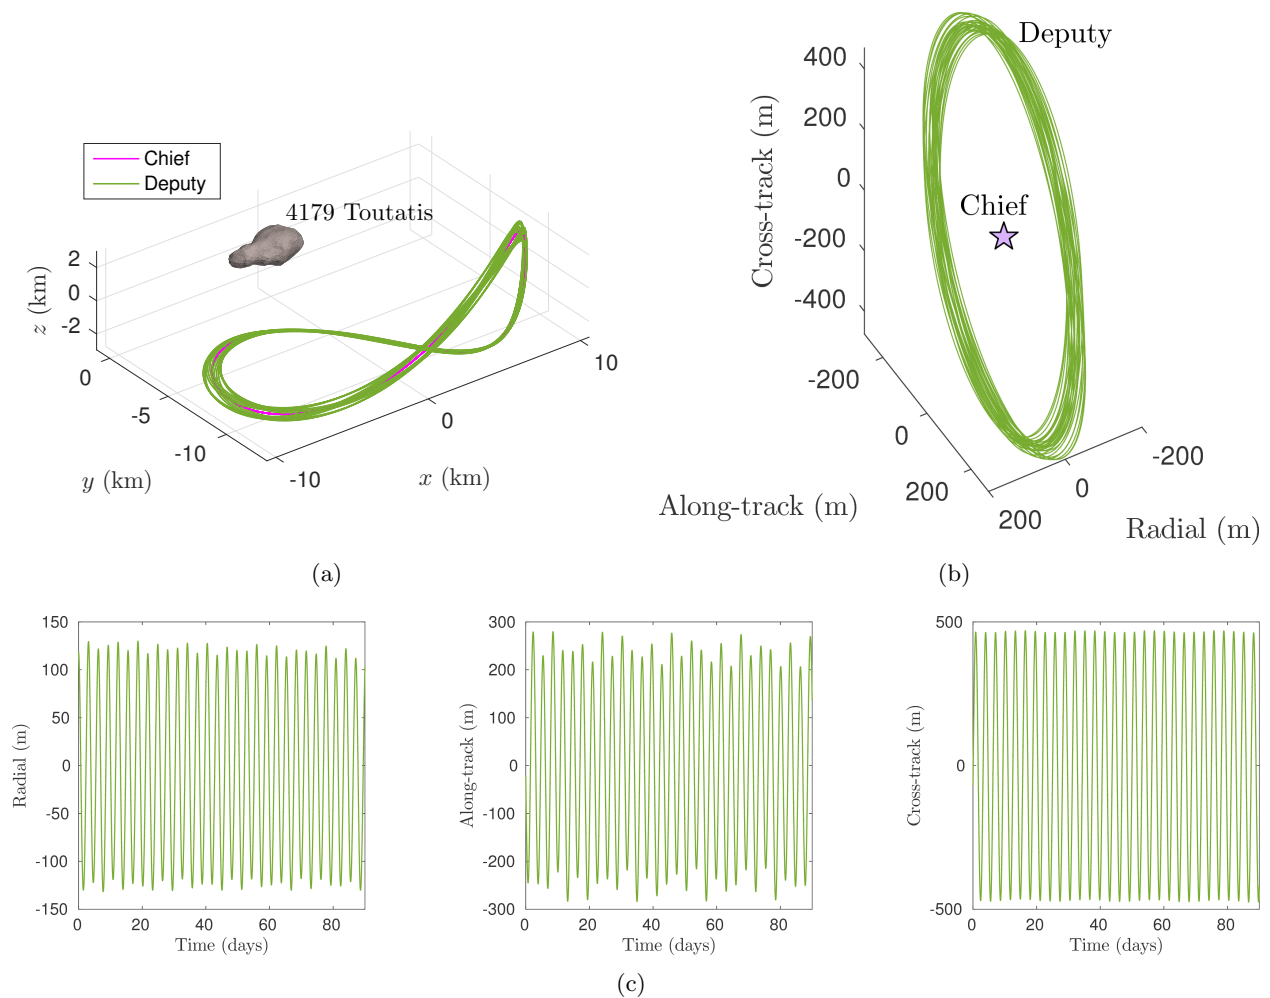 Chief
Deputy
4179 Toutatis
2
0
-2
z (km)
0
-5
-10
y (km)
-10
0
10
x (km)
(a)
Deputy
Chief
400
200
0
-200
-400
Cross-track (m)
-200
0
200
Along-track (m)
200
0
-200
Radial (m)
(b)
150
100
50
0
-50
-100
-150
Radial (m)
0 20 40 60 80
Time (days)
300
200
100
0
-100
-200
-300
Along-track (m)
0 20 40 60 80
Time (days)
500
0
-500
Cross-track (m)
0 20 40 60 80
Time (days)
(c)